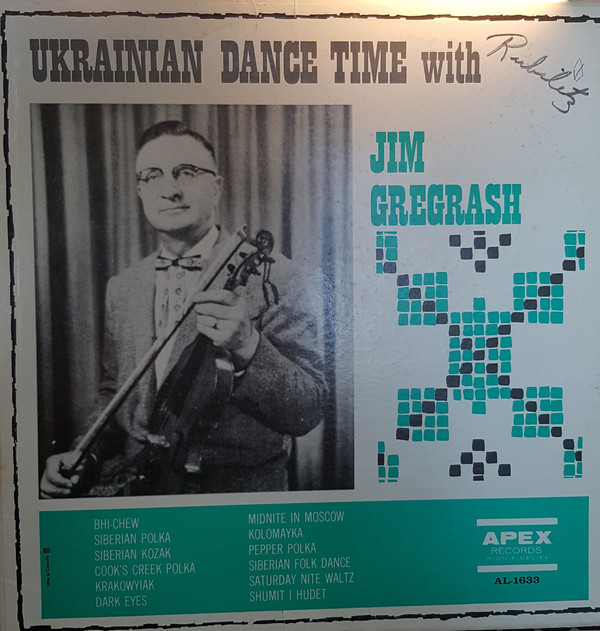 UKRAINIAN DANCE TIME with
JIM
GREGRASH
BHI-CHEW
SIBERIAN POLKA
SIBERIAN KOZAK
COOK'S CREEK POLKA
KRAKOWYIAK
DARK EYES
MIDNITE IN MOSCOW
KOLOMAYKA
PEPPER POLKA
SIBERIAN FOLK DANCE
SATURDAY NITE WALTZ
SHUMIT I HUDET
APEX
RECORDS
HIGH FIDELITY
AL-1633